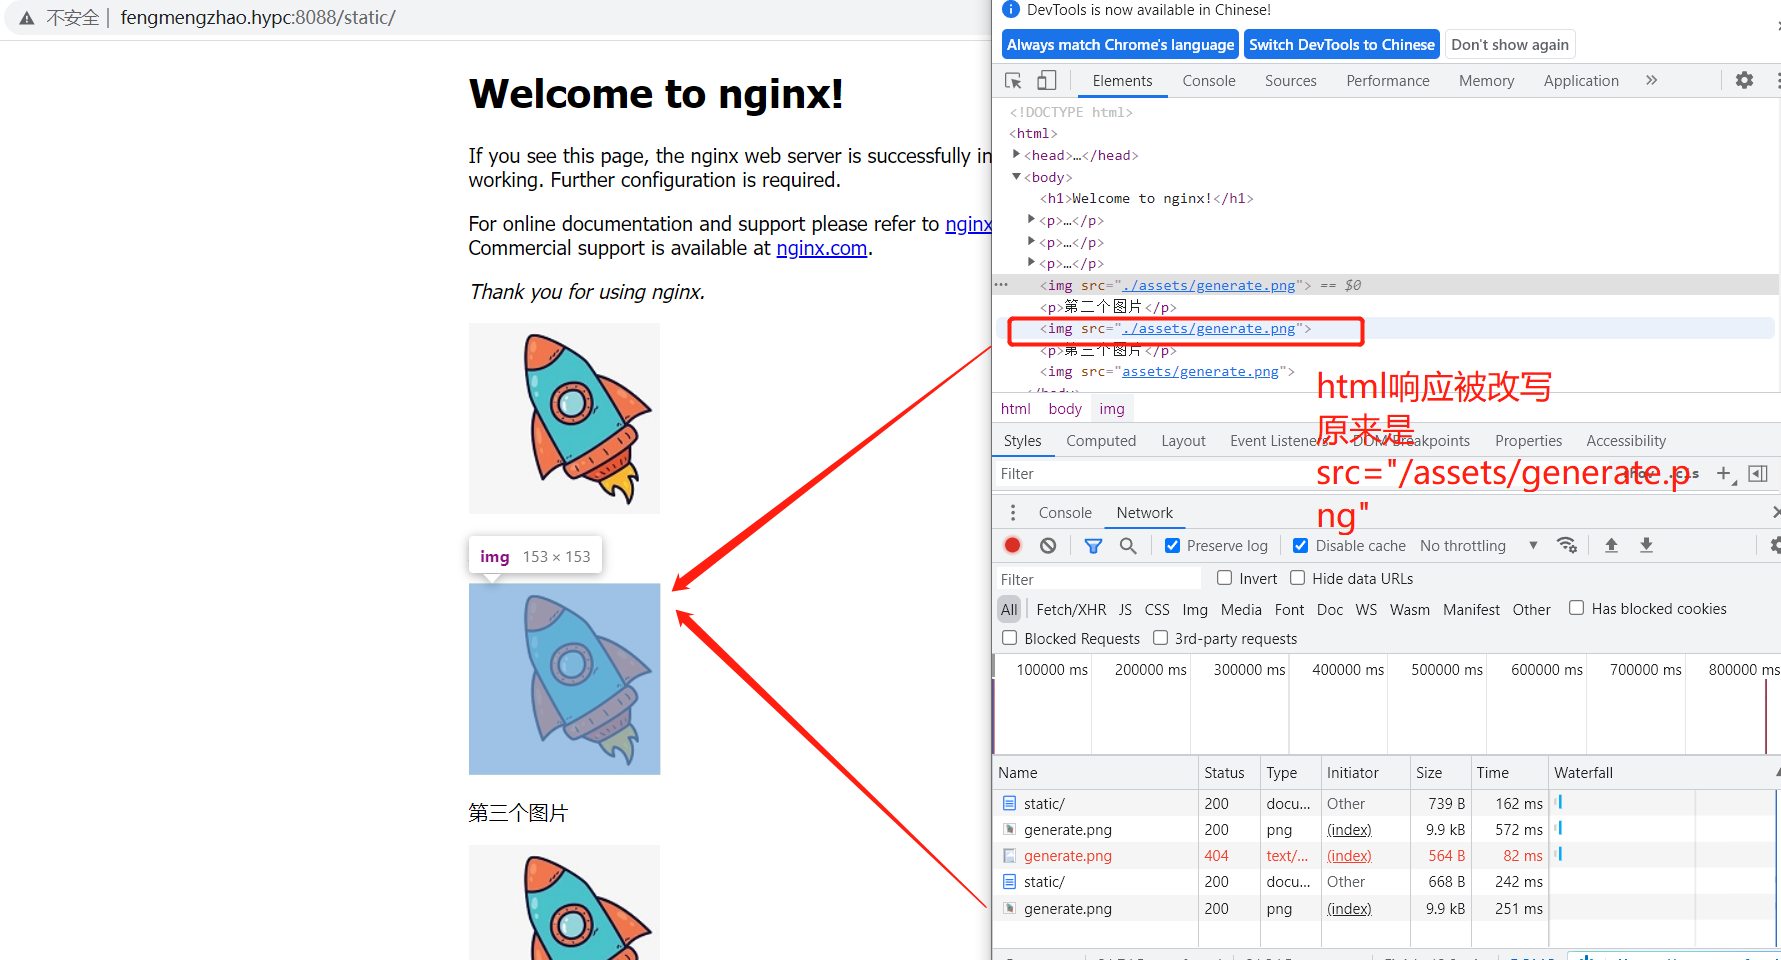 不安全 | fengmengzhao.hypc:8088/static/
Welcome to nginx!
If you see this page, the nginx web server is successfully in
working. Further configuration is required.
For online documentation and support please refer to nginx
Commercial support is available at nginx.com.
Thank you for using nginx.
img 153 × 153
第三个图片
DevTools is now available in Chinese!
Always match Chrome's language
Switch DevTools to Chinese
Don't show again
Elements Console Sources Performance Memory Application
<!DOCTYPE html>
<html>
<head>…</head>
<body>
<h1>Welcome to nginx!</h1>
<p>…</p>
<p>…</p>
<p>…</p>
<img src="./assets/generate.png"> == $0
<p>第二个图片</p>
<img src="./assets/generate.png">
<p>第三个图片</p>
<img src="assets/generate.png">
html响应被改写
原来是
src="/assets/generate.p
ng"
html body img
Styles Computed Layout Event Listeners DOM Breakpoints Properties Accessibility
Filter
.cls
Console Network
Preserve log Disable cache No throttling
Filter Invert Hide data URLs
All Fetch/XHR JS CSS Img Media Font Doc WS Wasm Manifest Other Has blocked cookies
Blocked Requests 3rd-party requests
100000 ms 200000 ms 300000 ms 400000 ms 500000 ms 600000 ms 700000 ms 800000 ms
Name Status Type Initiator Size Time Waterfall
static/ 200 docu... Other 739 B 162 ms
generate.png 200 png (index) 9.9 kB 572 ms
generate.png 404 text/... (index) 564 B 82 ms
static/ 200 docu... Other 668 B 242 ms
generate.png 200 png (index) 9.9 kB 251 ms